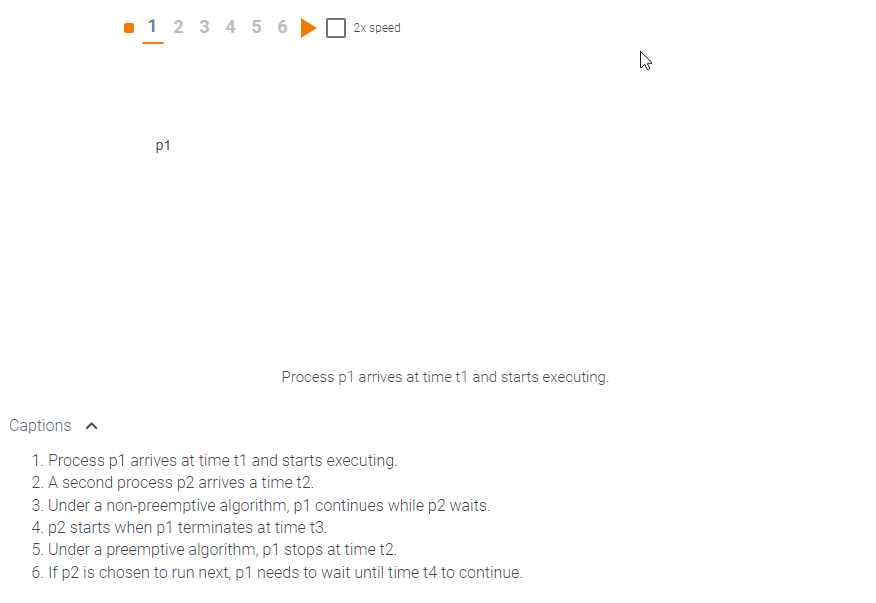 1 2 3 4 5 6 2x speed
p1
Process p1 arrives at time t1 and starts executing.
Captions
1. Process p1 arrives at time t1 and starts executing.
2. A second process p2 arrives a time t2.
3. Under a non-preemptive algorithm, p1 continues while p2 waits.
4. p2 starts when p1 terminates at time t3.
5. Under a preemptive algorithm, p1 stops at time t2.
6. If p2 is chosen to run next, p1 needs to wait until time t4 to continue.